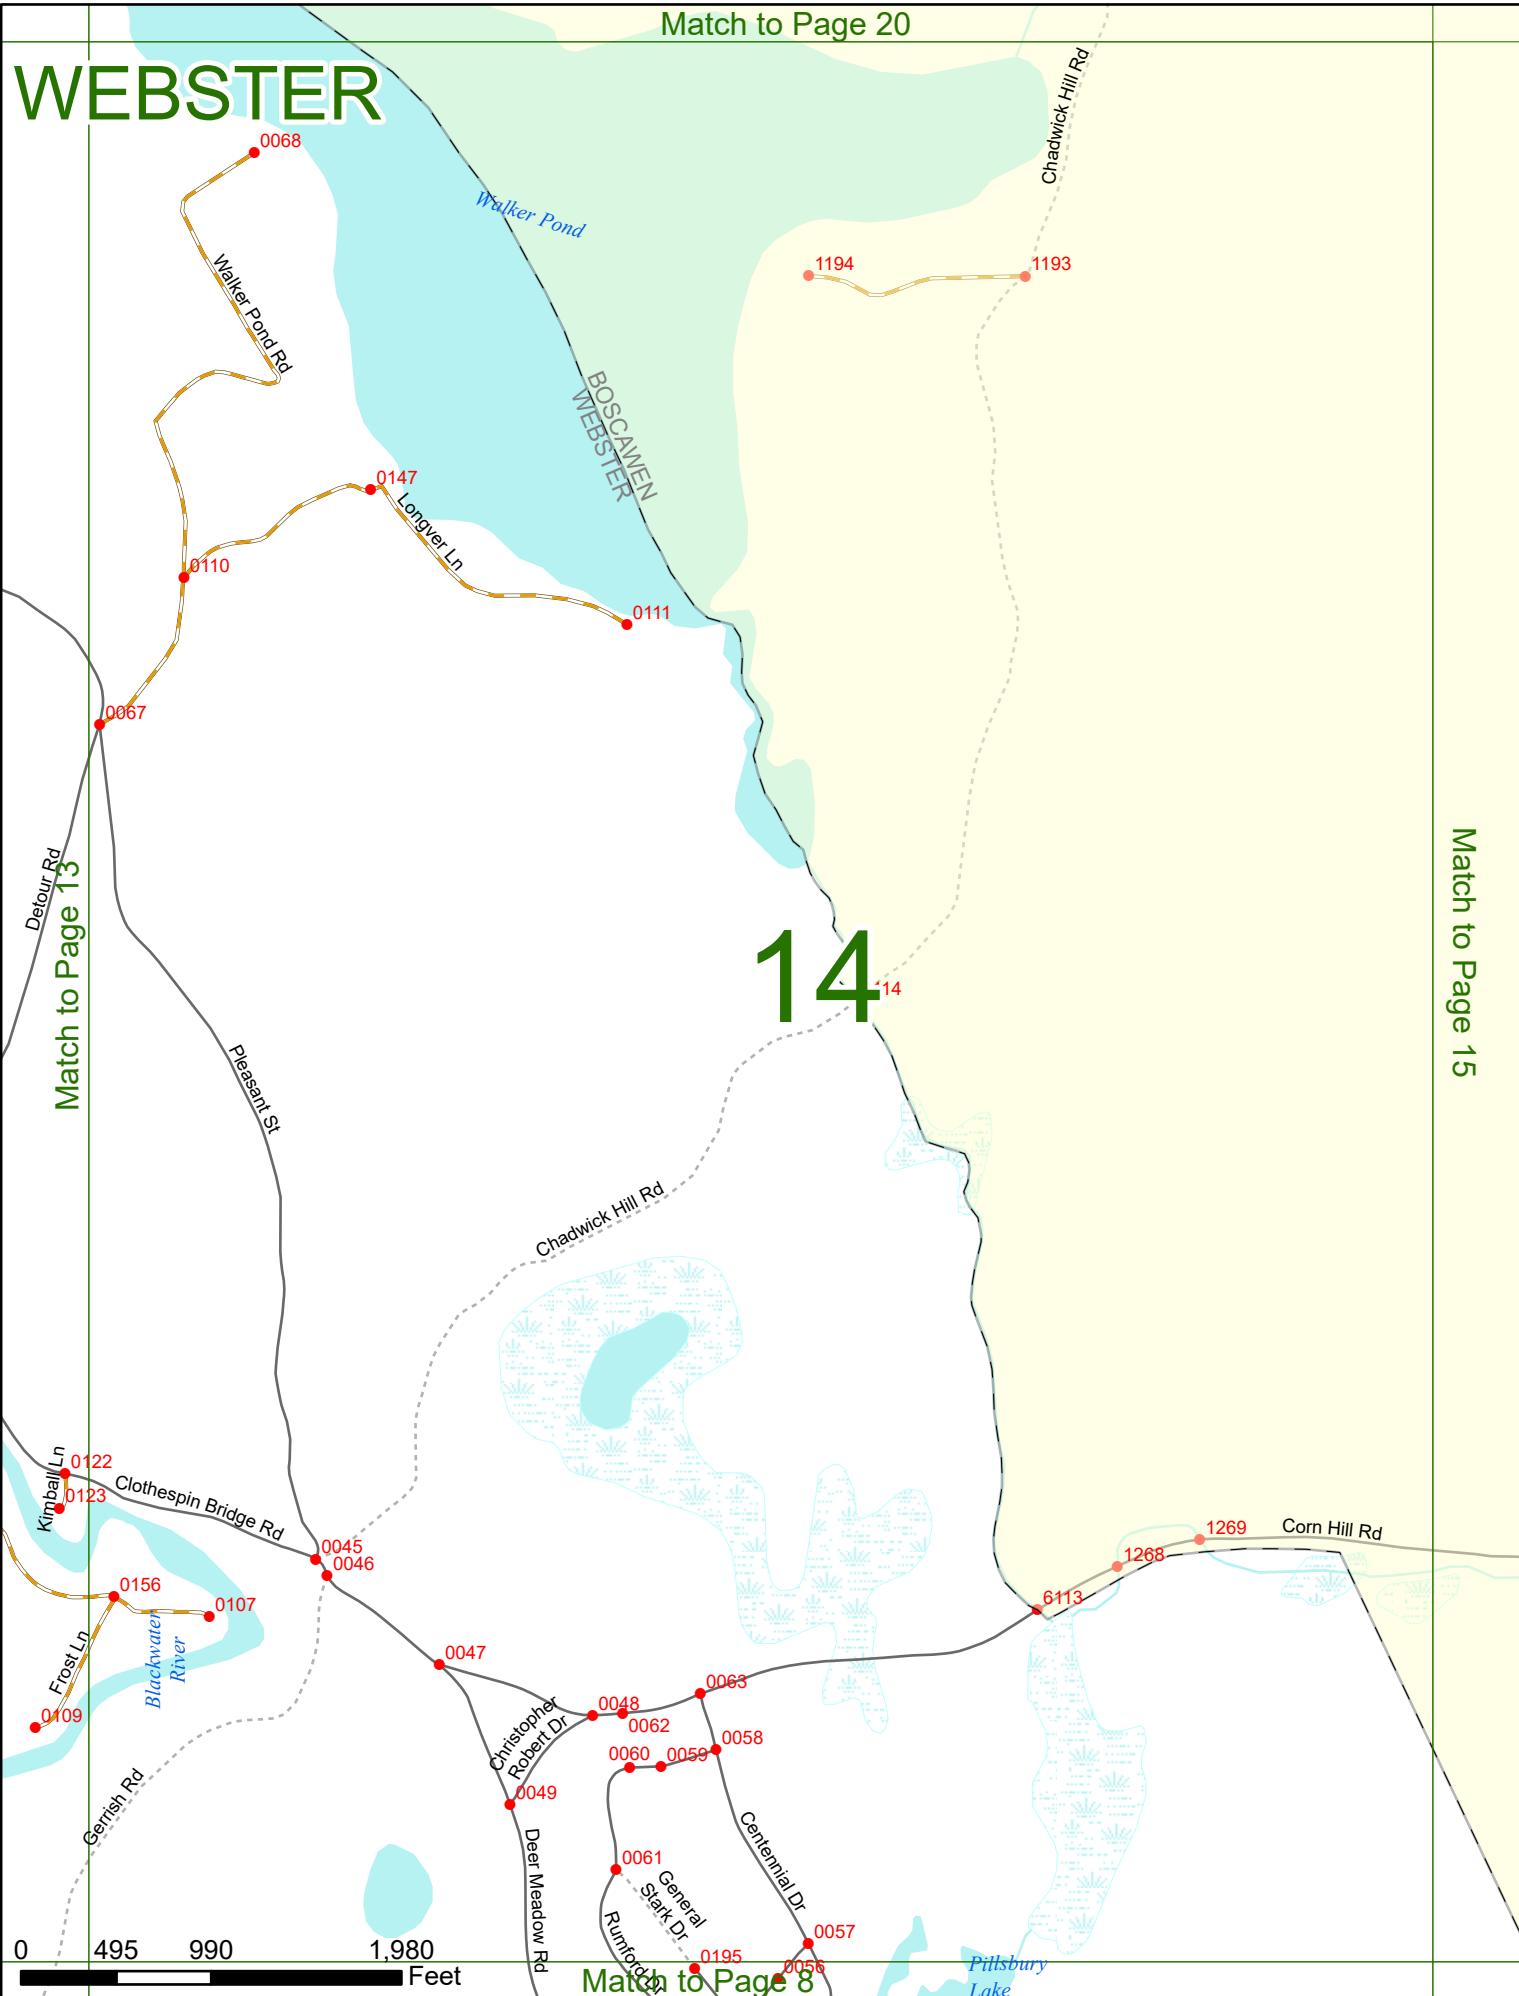 Match to Page 20
WEBSTER
Chadwick Hill Rd
0068
Walker Pond
1194
1193
Walker Pond Rd
BOSCAWEN
WEBSTER
0147
Longver Ln
0110
0111
0067
Detour Rd
Match to Page 13
Match to Page 15
14
14
Pleasant St
Chadwick Hill Rd
0122
Kimball Ln
0123
Clothespin Bridge Rd
0045
0046
1269
Corn Hill Rd
1268
6113
0156
0107
Blackwater
River
Frost Ln
0109
0047
0063
0048
0062
Christopher
Robert Dr
0058
0059
0060
0049
Gerrish Rd
Centennial Dr
Deer Meadow Rd
0061
General
Stark Dr
Rumford Dr
0057
0195
0056
Pillsbury
Lake
0 495 990 1,980
Feet
Match to Page 8